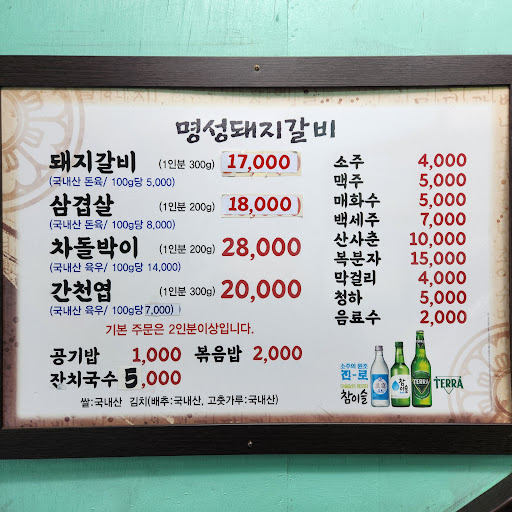 명성돼지갈비
돼지갈비 (1인분 300g) 17,000
(국내산 돈육/ 100g당 5,000)
삼겹살 (1인분 200g) 18,000
(국내산 돈육/ 100g당 8,000)
차돌박이 (1인분 200g) 28,000
(국내산 육우/ 100g당 14,000)
간천엽 (1인분 300g) 20,000
(국내산 육우/ 100g당 7,000)
기본 주문은 2인분이상입니다.
공기밥 1,000 볶음밥 2,000
잔치국수 5,000
쌀:국내산 김치(배추:국내산, 고춧가루:국내산)
소주 4,000
맥주 5,000
매화수 5,000
백세주 7,000
산사춘 10,000
복분자 15,000
막걸리 4,000
청하 5,000
음료수 2,000
소주의 원조
진-로
참이슬
참이슬
TERRA
TERRA